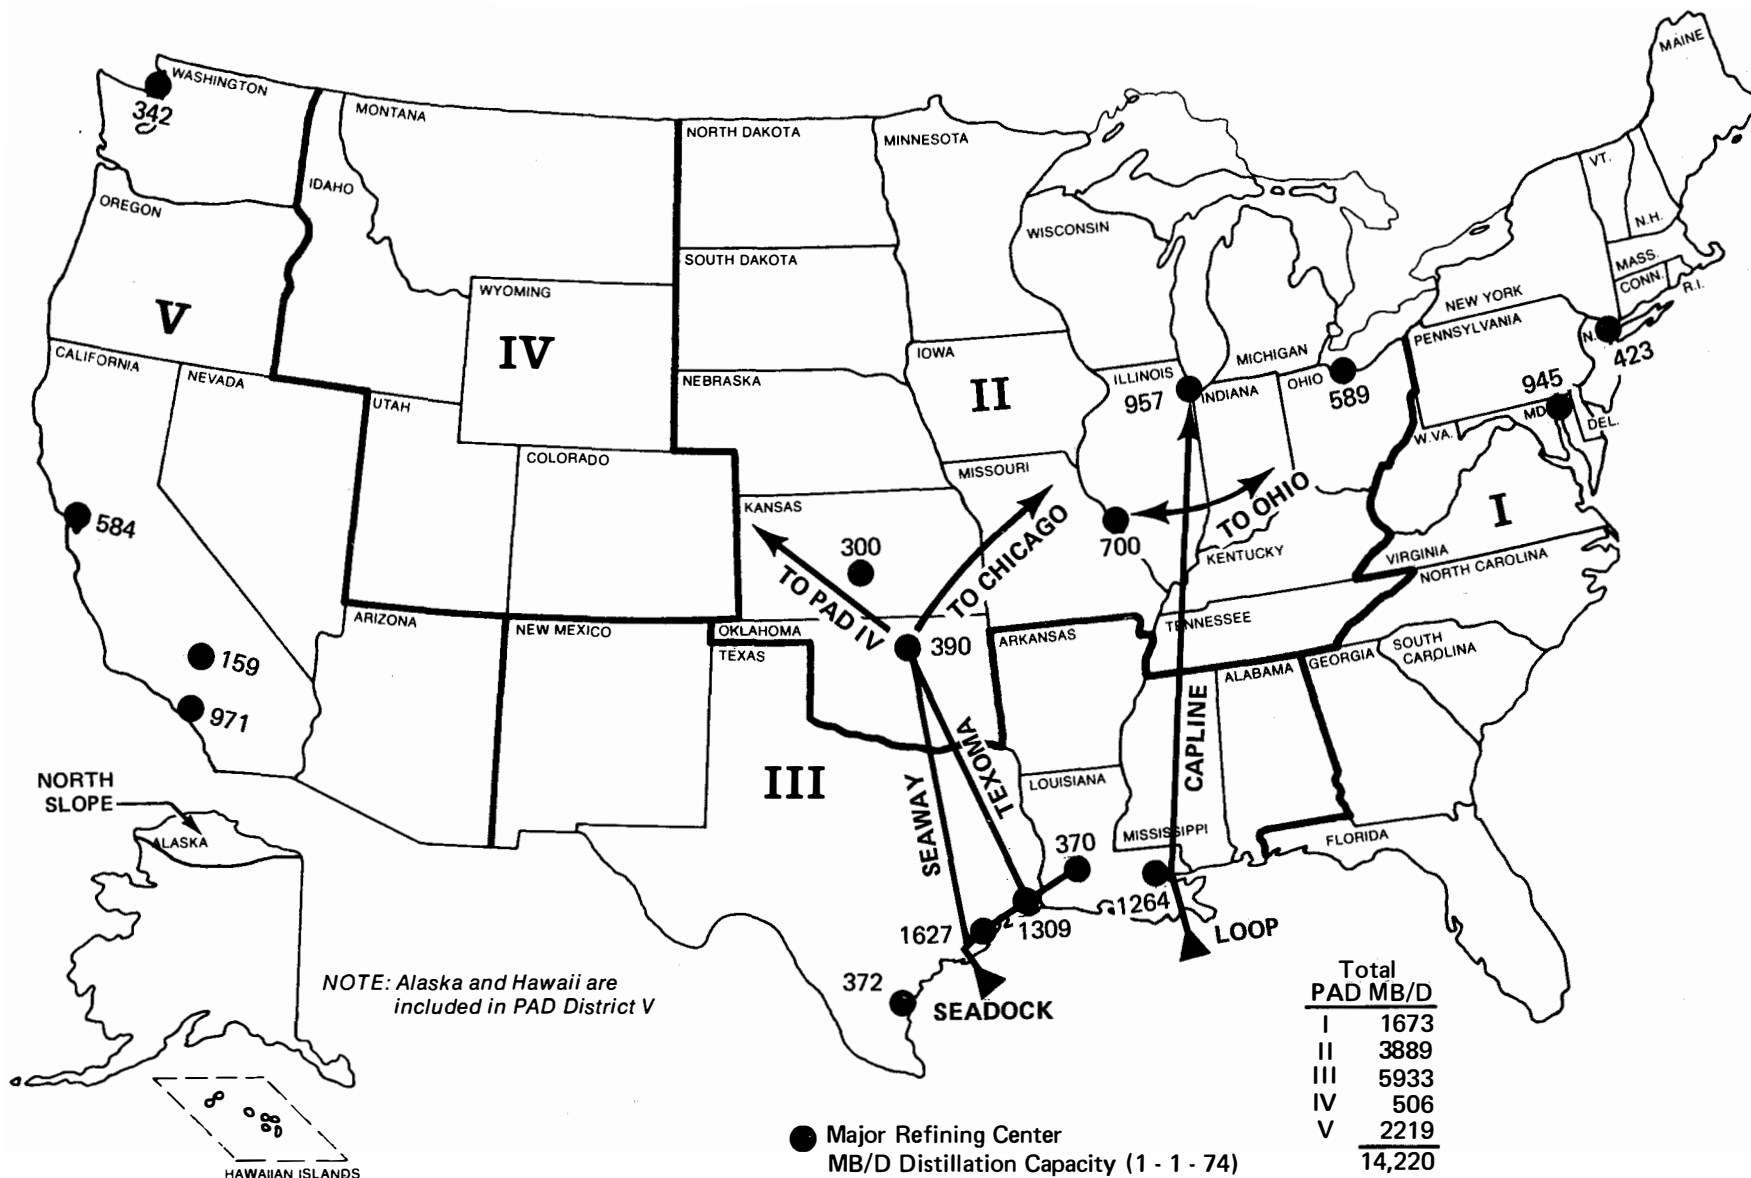 MAINE
WASHINGTON
342
MONTANA
NORTH DAKOTA
MINNESOTA
VT.
IDAHO
OREGON
N.H.
WISCONSIN
SOUTH DAKOTA
MASS.
CONN.
R.I.
WYOMING
NEW YORK
V
IV
PENNSYLVANIA
N.
423
CALIFORNIA
NEVADA
IOWA
MICHIGAN
ILLINOIS
957
INDIANA
OHIO
589
945
NEBRASKA
II
UTAH
MD
DEL.
W.VA.
COLORADO
MISSOURI
KANSAS
TO CHICAGO
TO OHIO
I
584
300
700
KENTUCKY
VIRGINIA
NORTH CAROLINA
TO PAD IV
ARIZONA
NEW MEXICO
OKLAHOMA
TEXAS
390
ARKANSAS
TENNESSEE
SOUTH
CAROLINA
GEORGIA
ALABAMA
159
971
CAPLINE
TEXOMA
SEAWAY
III
LOUISIANA
NORTH
SLOPE
ALASKA
MISSISSIPPI
FLORIDA
370
1264
1627
1309
LOOP
372
SEADOCK
NOTE: Alaska and Hawaii are
included in PAD District V
Total
PAD MB/D
I 1673
II 3889
III 5933
IV 506
V 2219
14,220
Major Refining Center
MB/D Distillation Capacity (1 - 1 - 74)
HAWAIIAN ISLANDS